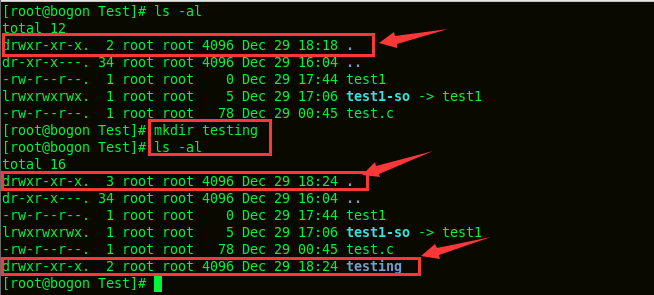 [root@bogon Test]# ls -al
total 12
drwxr-xr-x.  2 root root 4096 Dec 29 18:18 .
dr-xr-x---. 34 root root 4096 Dec 29 16:04 ..
-rw-r--r--.  1 root root    0 Dec 29 17:44 test1
lrwxrwxrwx.  1 root root    5 Dec 29 17:06 test1-so -> test1
-rw-r--r--.  1 root root   78 Dec 29 00:45 test.c
[root@bogon Test]# mkdir testing
[root@bogon Test]# ls -al
total 16
drwxr-xr-x.  3 root root 4096 Dec 29 18:24 .
dr-xr-x---. 34 root root 4096 Dec 29 16:04 ..
-rw-r--r--.  1 root root    0 Dec 29 17:44 test1
lrwxrwxrwx.  1 root root    5 Dec 29 17:06 test1-so -> test1
-rw-r--r--.  1 root root   78 Dec 29 00:45 test.c
drwxr-xr-x.  2 root root 4096 Dec 29 18:24 testing
[root@bogon Test]#